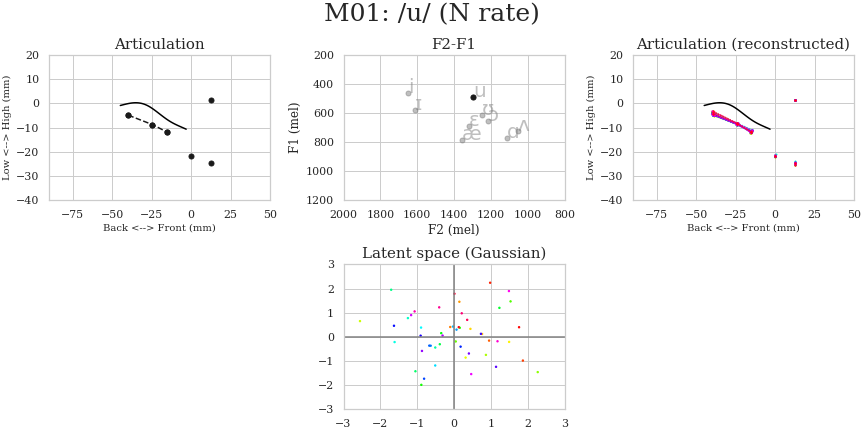 M01: /u/ (N rate)
Articulation
F2-F1
Articulation (reconstructed)
20
10
0
−10
−20
−30
−40
Low <--> High (mm)
−75
−50
−25
0
25
50
Back <--> Front (mm)
200
400
600
800
1000
1200
F1 (mel)
i
ɪ
u
ʊ
ɔ
ɛ
æ
ɑ
ʌ
2000
1800
1600
1400
1200
1000
800
F2 (mel)
20
10
0
−10
−20
−30
−40
Low <--> High (mm)
−75
−50
−25
0
25
50
Back <--> Front (mm)
Latent space (Gaussian)
3
2
1
0
−1
−2
−3
−3
−2
−1
0
1
2
3